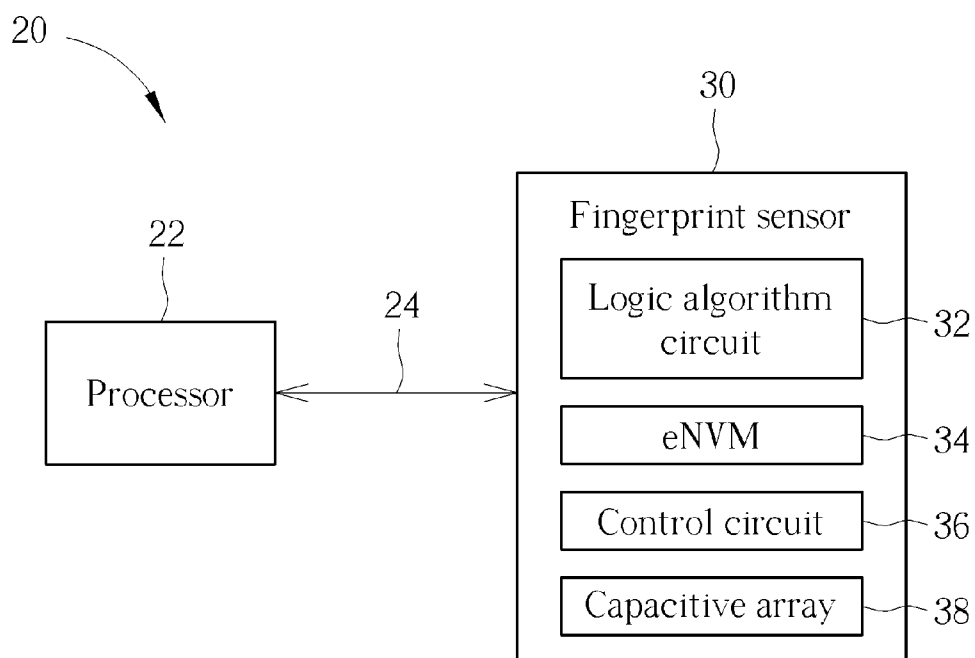 20
30
Fingerprint sensor
22
24
Logic algorithm
circuit
32
Processor
eNVM
34
Control circuit
36
Capacitive array
38